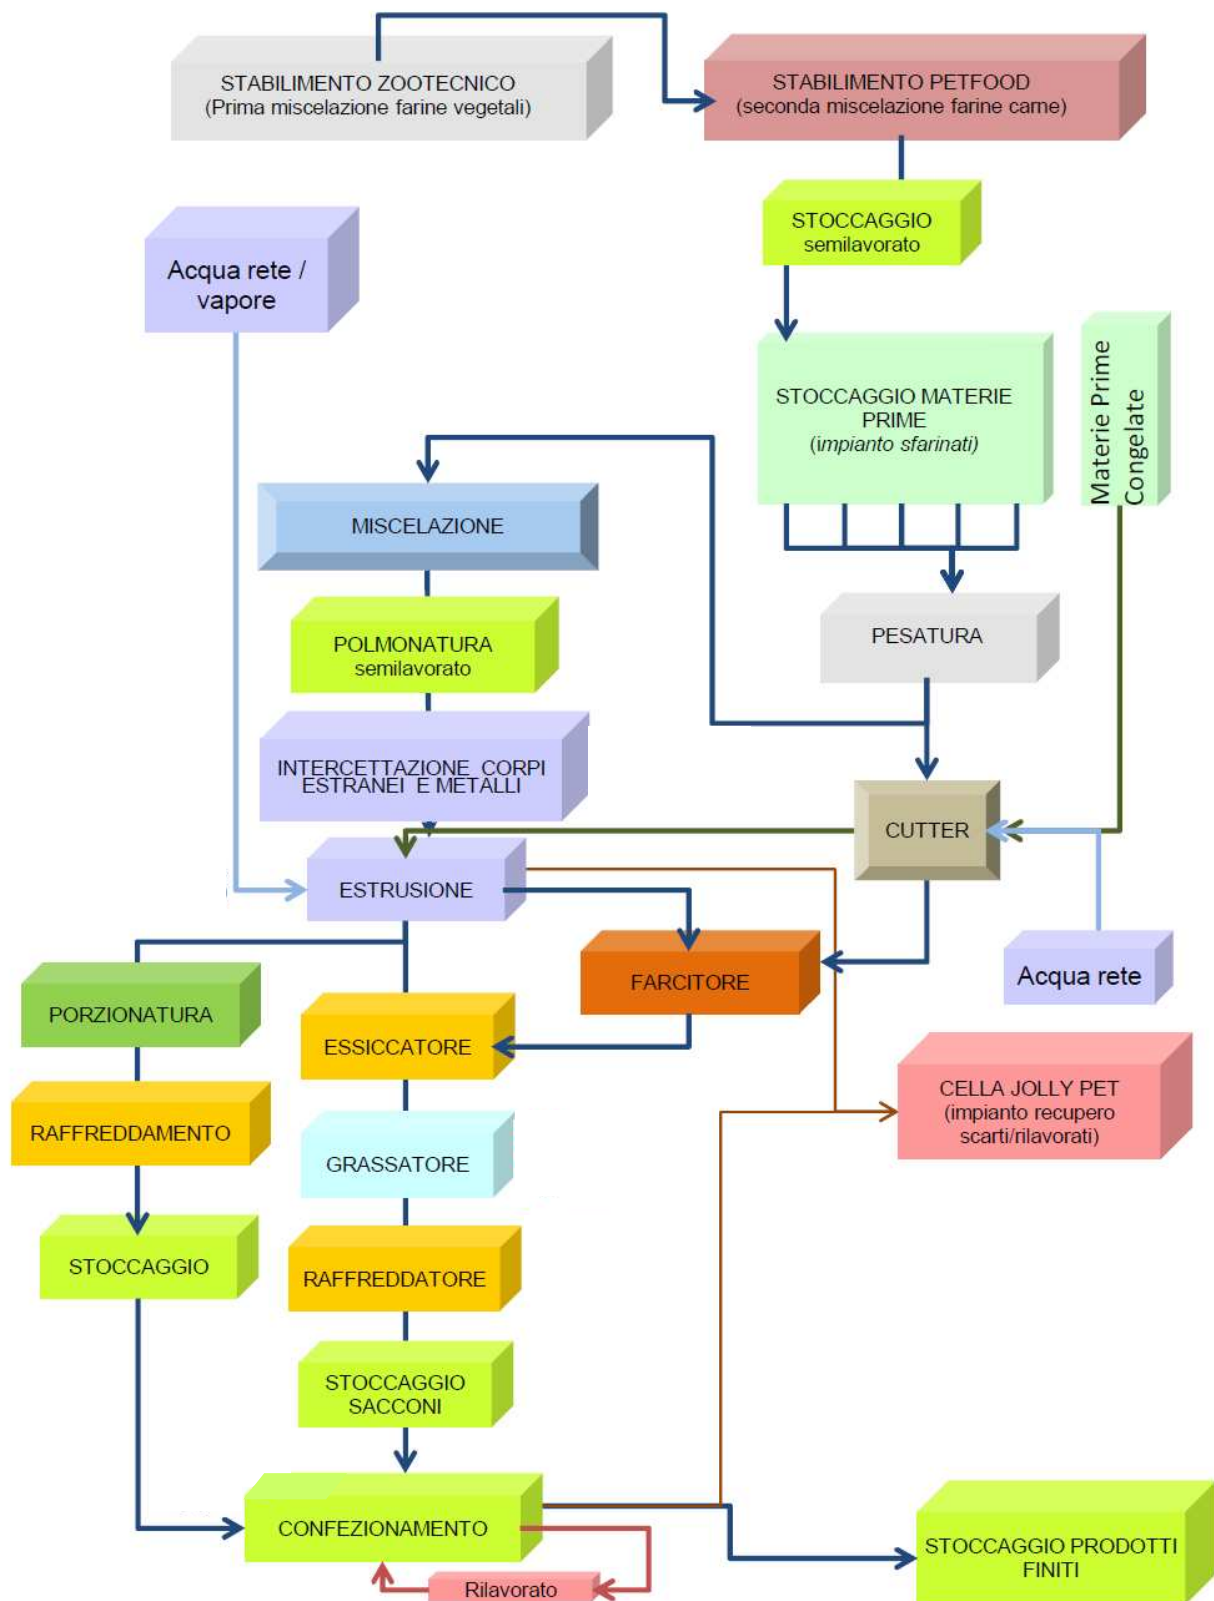 STABILIMENTO ZOOTECNICO
(Prima miscelazione farine vegetali)
STABILIMENTO PETFOOD
(seconda miscelazione farine carne)
STOCCAGGIO
semilavorato
Acqua rete /
vapore
STOCCAGGIO MATERIE
PRIME
(impianto sfarinati)
Materie Prime
Congelate
MISCELAZIONE
PESATURA
POLMONATURA
semilavorato
INTERCETTAZIONE CORPI
ESTRANEI E METALLI
CUTTER
ESTRUSIONE
FARCITORE
Acqua rete
PORZIONATURA
ESSICCATORE
CELLA JOLLY PET
(impianto recupero
scarti/rilavorati)
RAFFREDDAMENTO
GRASSATORE
STOCCAGGIO
RAFFREDDATORE
STOCCAGGIO
SACCONI
CONFEZIONAMENTO
STOCCAGGIO PRODOTTI
FINITI
Rilavorato